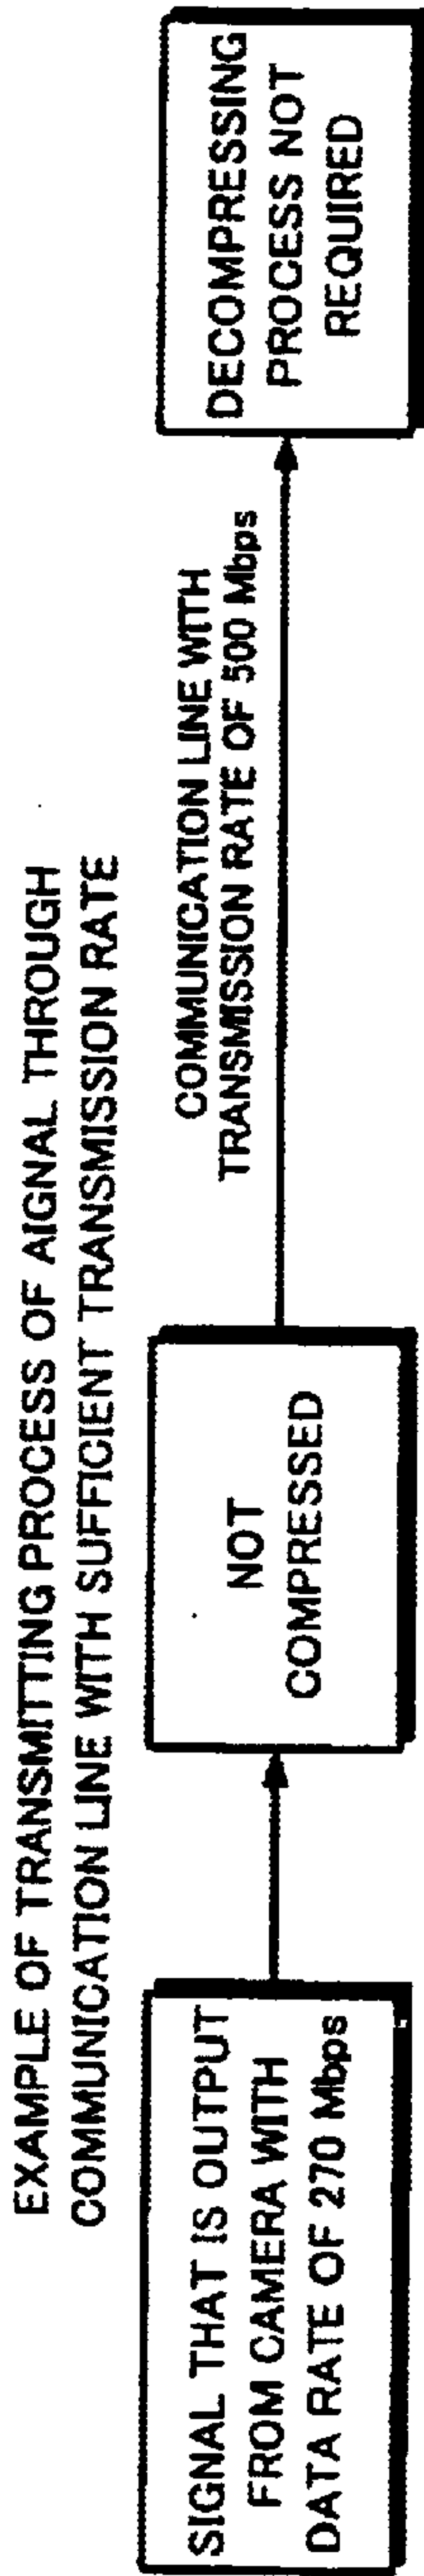 EXAMPLE OF TRANSMITTING PROCESS OF AIGNAL THROUGH
COMMUNICATION LINE WITH SUFFICIENT TRANSMISSION RATE
SIGNAL THAT IS OUTPUT
FROM CAMERA WITH
DATA RATE OF 270 Mbps
NOT
COMPRESSED
COMMUNICATION LINE WITH
TRANSMISSION RATE OF 500 Mbps
DECOMPRESSING
PROCESS NOT
REQUIRED